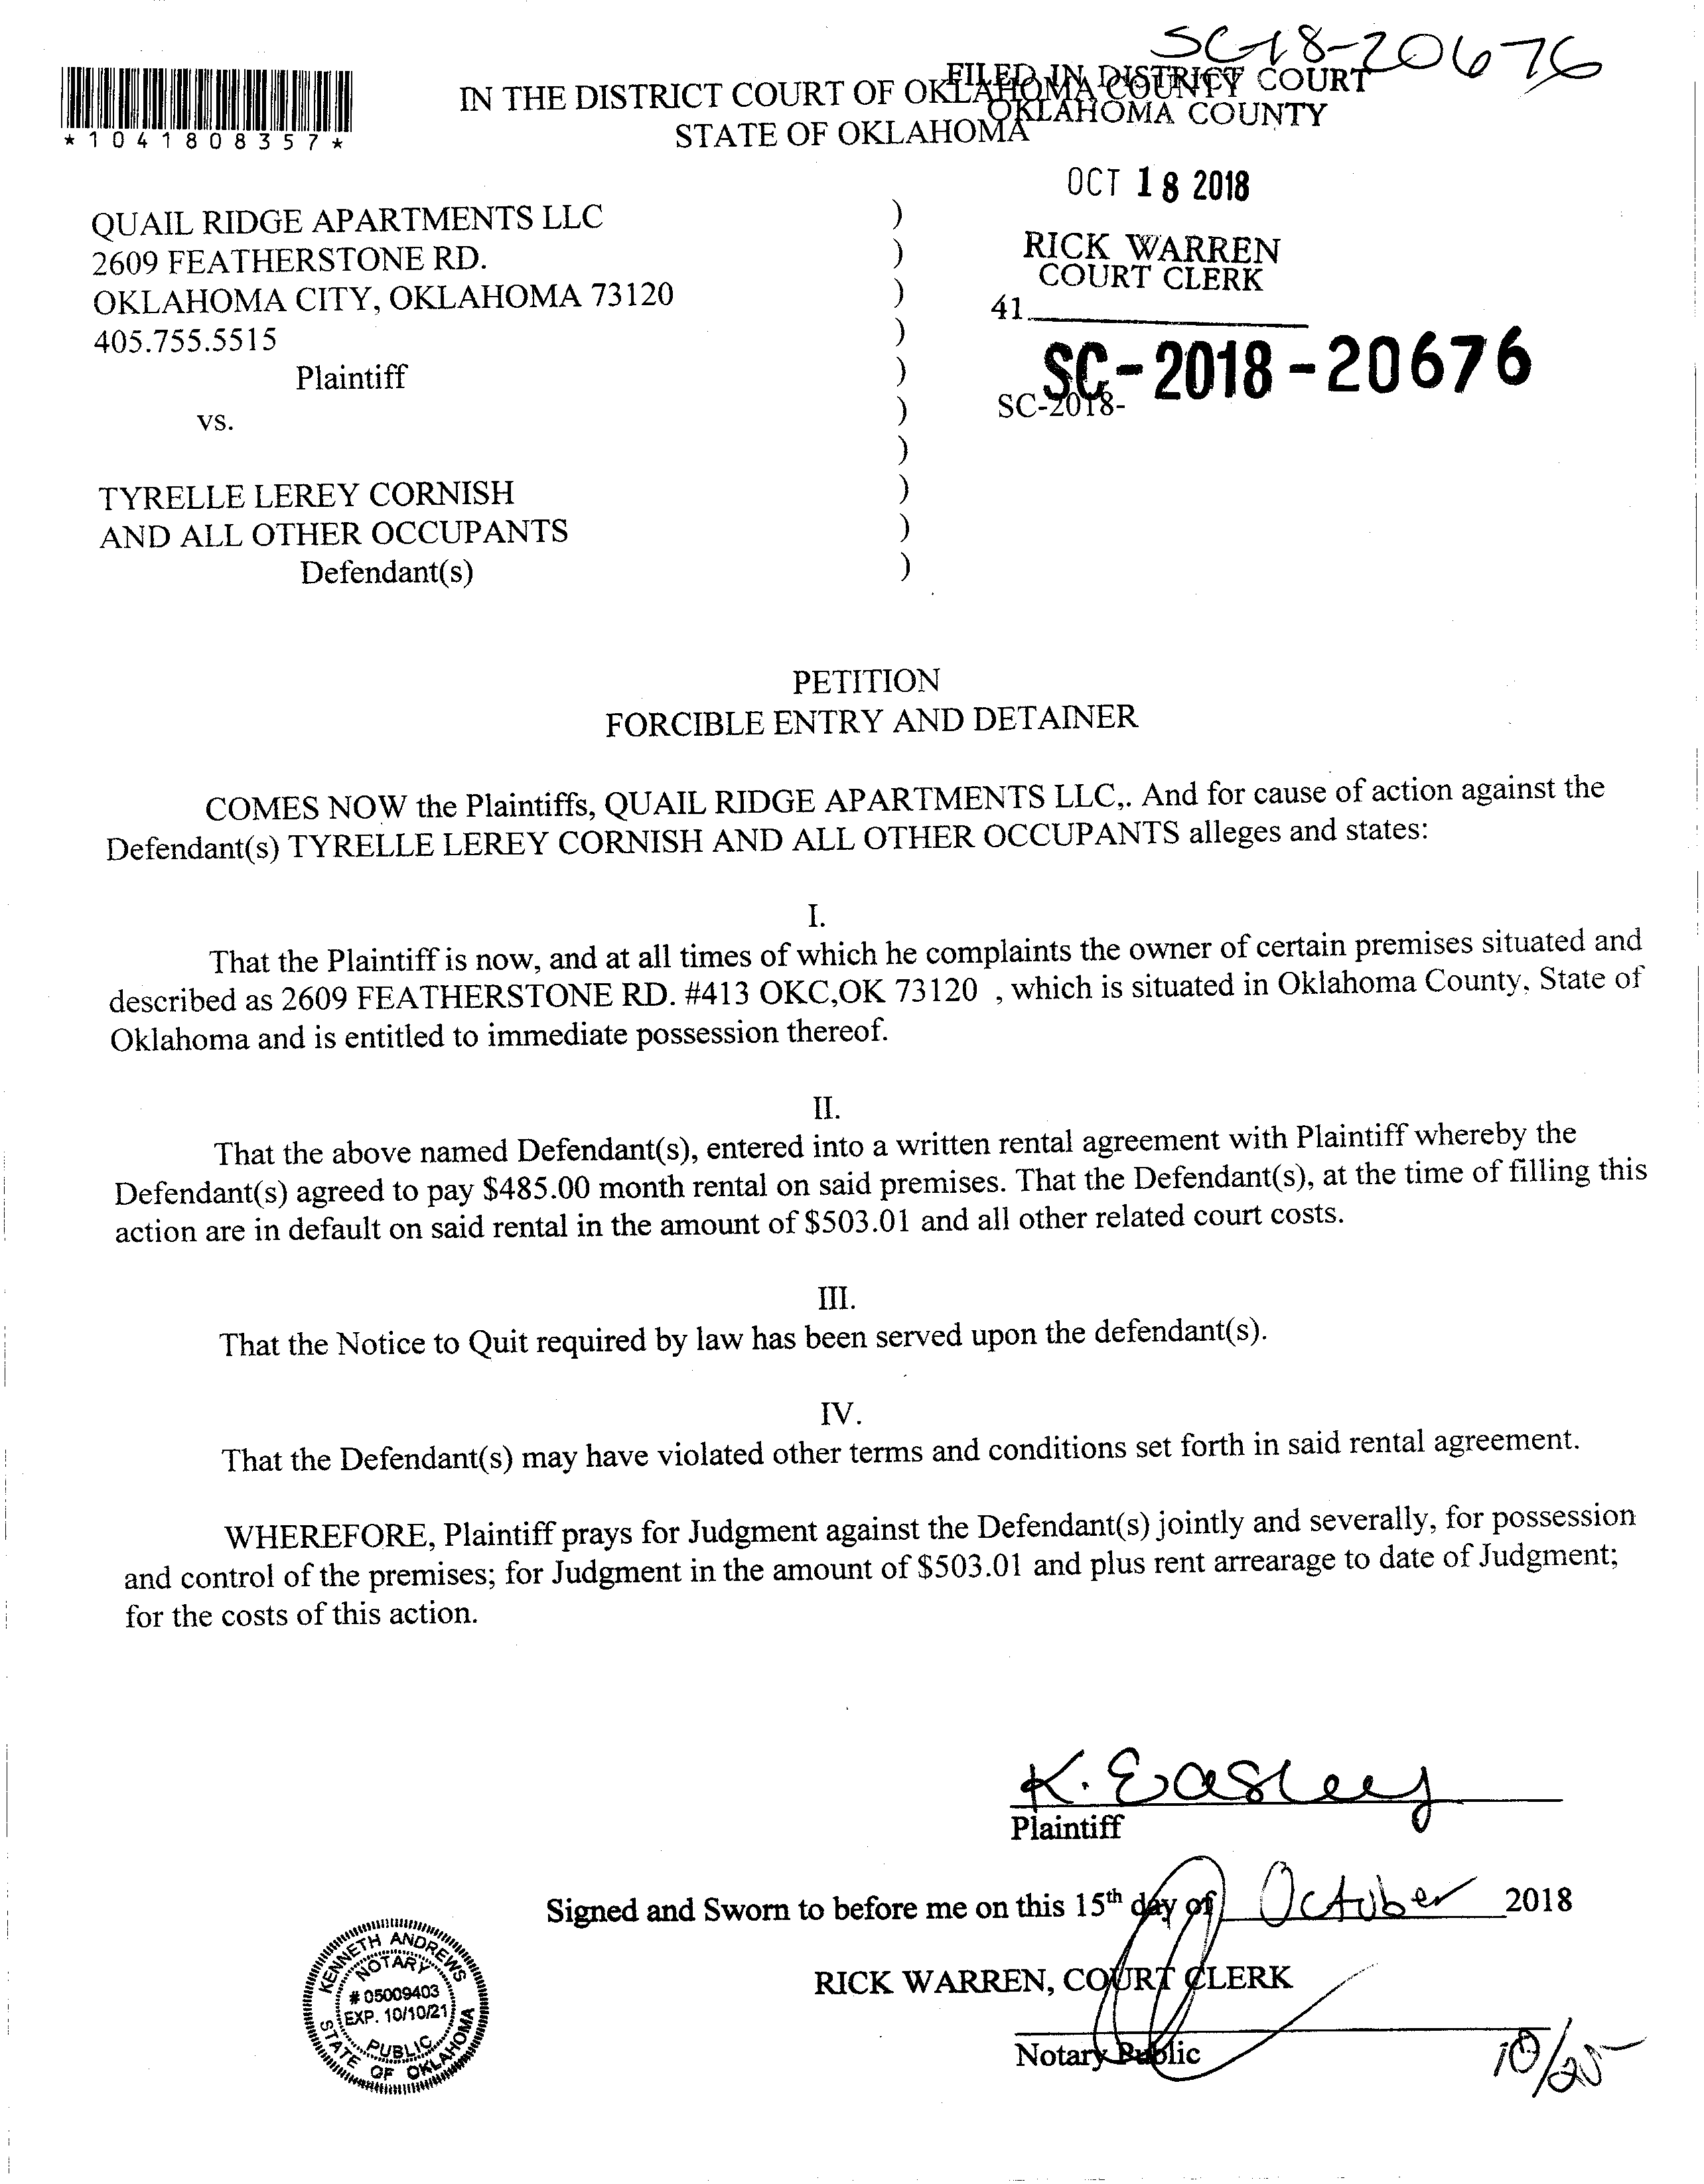 SC-18-20676
*1041808357*
IN THE DISTRICT COURT OF OKLAHOMA COUNTY
STATE OF OKLAHOMA
FILED IN DISTRICT COURT
OKLAHOMA COUNTY
OCT 18 2018
RICK WARREN
COURT CLERK
41
SC-2018-20676
SC-2018-
QUAIL RIDGE APARTMENTS LLC )
2609 FEATHERSTONE RD. )
OKLAHOMA CITY, OKLAHOMA 73120 )
405.755.5515 )
Plaintiff )
vs. )
)
TYRELLE LEREY CORNISH )
AND ALL OTHER OCCUPANTS )
Defendant(s) )
PETITION
FORCIBLE ENTRY AND DETAINER
COMES NOW the Plaintiffs, QUAIL RIDGE APARTMENTS LLC,. And for cause of action against the
Defendant(s) TYRELLE LEREY CORNISH AND ALL OTHER OCCUPANTS alleges and states:
I.
That the Plaintiff is now, and at all times of which he complaints the owner of certain premises situated and
described as 2609 FEATHERSTONE RD. #413 OKC,OK 73120 , which is situated in Oklahoma County, State of
Oklahoma and is entitled to immediate possession thereof.
II.
That the above named Defendant(s), entered into a written rental agreement with Plaintiff whereby the
Defendant(s) agreed to pay $485.00 month rental on said premises. That the Defendant(s), at the time of filling this
action are in default on said rental in the amount of $503.01 and all other related court costs.
III.
That the Notice to Quit required by law has been served upon the defendant(s).
IV.
That the Defendant(s) may have violated other terms and conditions set forth in said rental agreement.
WHEREFORE, Plaintiff prays for Judgment against the Defendant(s) jointly and severally, for possession
and control of the premises; for Judgment in the amount of $503.01 and plus rent arrearage to date of Judgment;
for the costs of this action.
K. Easley
Plaintiff
Signed and Sworn to before me on this 15th day of October 2018
RICK WARREN, COURT CLERK
Notary Public
10/25
KENNETH ANDREWS
NOTARY
# 05009403
EXP. 10/10/21
PUBLIC
STATE OF OKLAHOMA